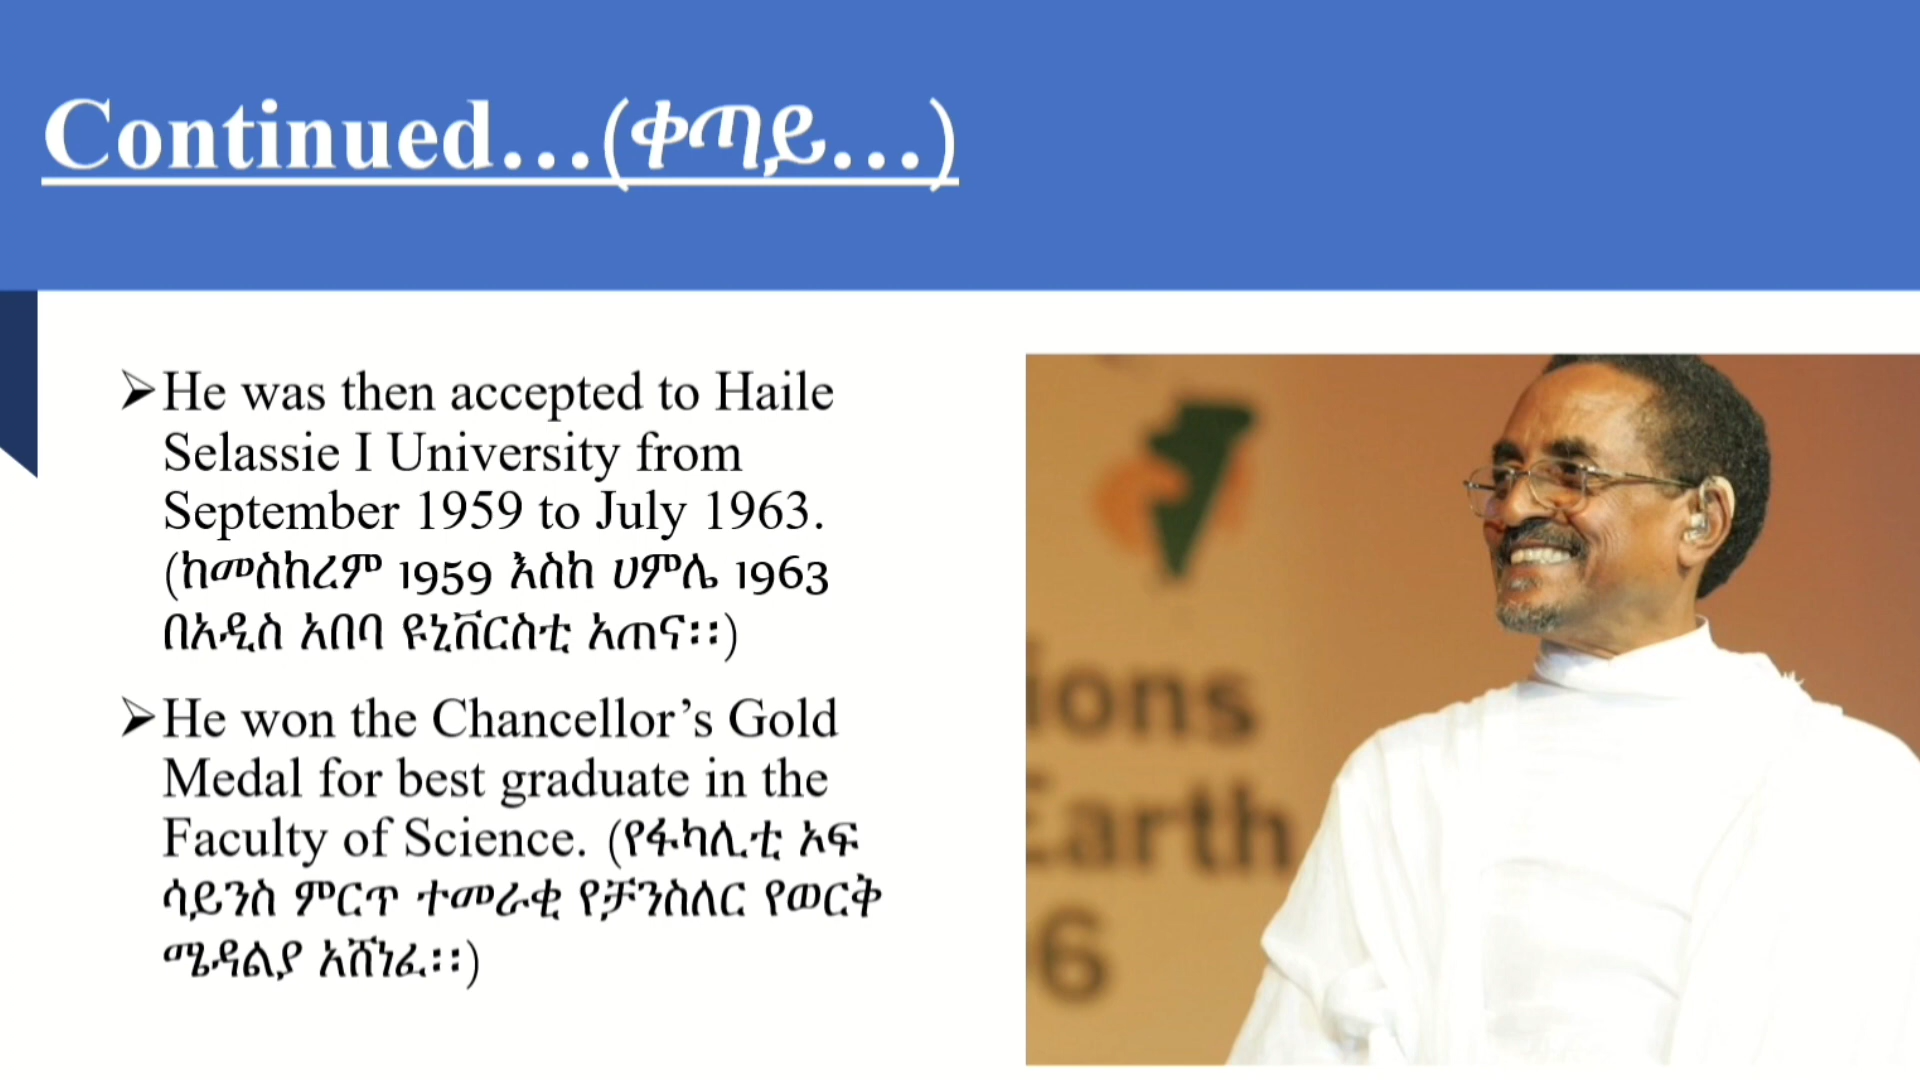 Continued…(ቀጣይ…)
➢He was then accepted to Haile
Selassie I University from
September 1959 to July 1963.
(ከመስከረም 1959 እስከ ሀምሌ 1963
በአዲስ አበባ ዩኒቨርስቲ አጠና፡፡)
➢He won the Chancellor’s Gold
Medal for best graduate in the
Faculty of Science. (የፋካሊቲ ኦፍ
ሳይንስ ምርጥ ተመራቂ የቻንስለር የወርቅ
ሜዳልያ አሸነፈ፡፡)
ions
Earth
6